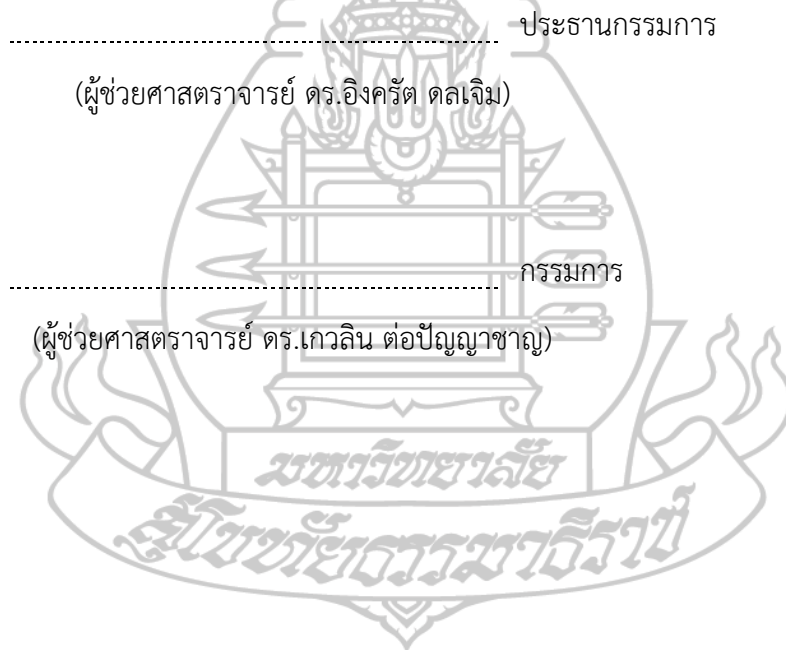 ประธานกรรมการ
(ผู้ช่วยศาสตราจารย์ ดร.อิงครัต ดลเจิม)
กรรมการ
(ผู้ช่วยศาสตราจารย์ ดร.เกวลิน ต่อปัญญาชาญ)
มหาวิทยาลัย
สุโขทัยธรรมาธิราช